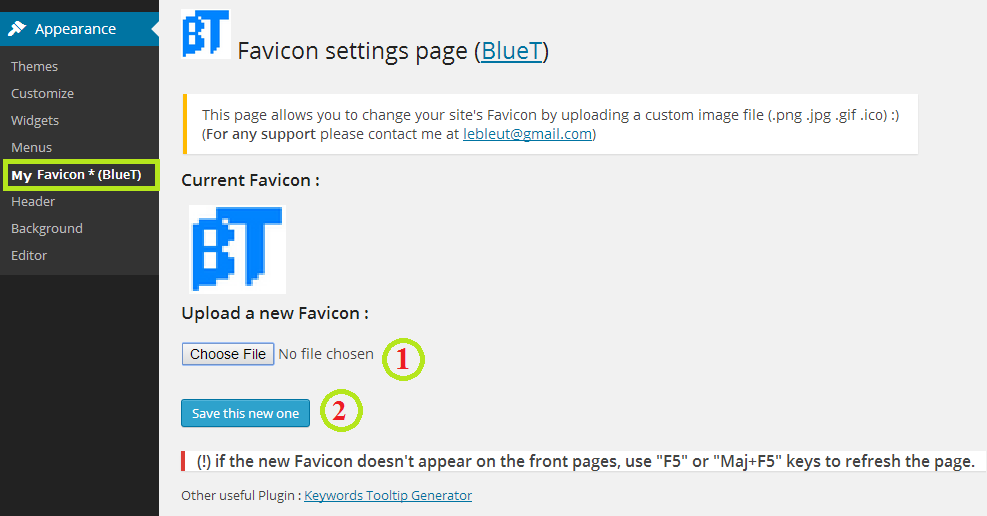 Appearance
Themes
Customize
Widgets
Menus
My Favicon * (BlueT)
Header
Background
Editor
BT
Favicon settings page (BlueT)
This page allows you to change your site's Favicon by uploading a custom image file (.png .jpg .gif .ico) :)
(For any support please contact me at lebleut@gmail.com)
Current Favicon :
BT
Upload a new Favicon :
Choose File No file chosen 1
Save this new one 2
(!) if the new Favicon doesn't appear on the front pages, use "F5" or "Maj+F5" keys to refresh the page.
Other useful Plugin : Keywords Tooltip Generator